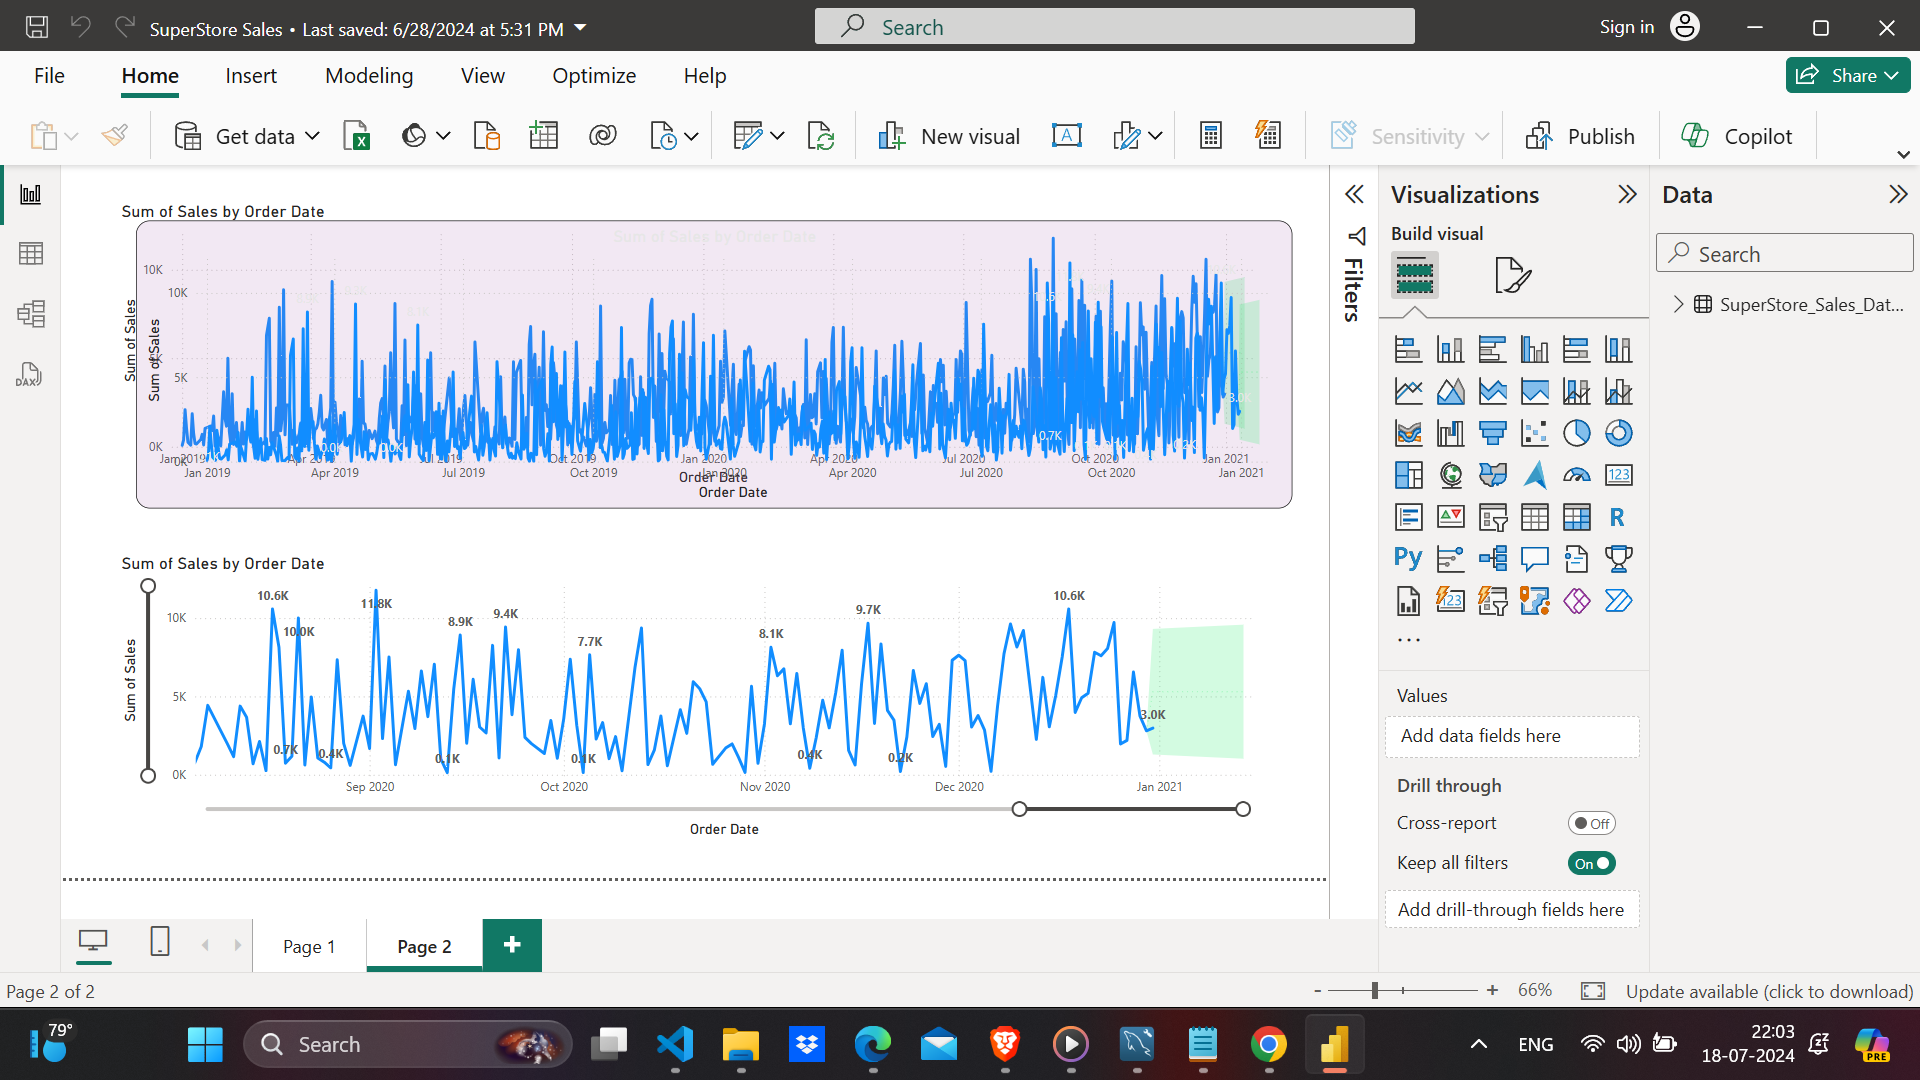 SuperStore Sales • Last saved: 6/28/2024 at 5:31 PM
Search
Sign in
File
Home
Insert
Modeling
View
Optimize
Help
Share
Get data
New visual
Sensitivity
Publish
Copilot
Sum of Sales by Order Date
Sum of Sales by Order Date
10K
10K
5K
0K
Sum of Sales
Sum of Sales
0.7K
3.0K
Apr 2019
Jul 2019
Oct 2019
Jan 2020
Apr 2020
Jul 2020
Oct 2020
Jan 2021
Jan 2019
Apr 2019
Jul 2019
Oct 2019
Jan 2020
Apr 2020
Jul 2020
Oct 2020
Jan 2021
Order Date
Order Date
Sum of Sales by Order Date
Sum of Sales
10K
5K
0K
10.6K
10.0K
11.8K
8.9K
9.4K
7.7K
8.1K
9.7K
10.6K
3.0K
0.7K
0.4K
0.1K
0.1K
0.4K
0.2K
Sep 2020
Oct 2020
Nov 2020
Dec 2020
Jan 2021
Order Date
Filters
Visualizations
Build visual
123
R
Py
123
Values
Add data fields here
Drill through
Cross-report
Off
Keep all filters
On
Add drill-through fields here
Data
Search
SuperStore_Sales_Dat...
DAX
Page 1
Page 2
Page 2 of 2
66%
Update available (click to download)
79°
Search
ENG
22:03
18-07-2024
PRE